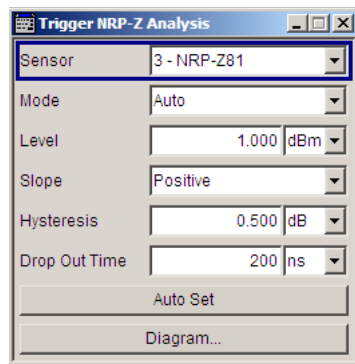 Trigger NRP-Z Analysis
Sensor 3 - NRP-Z81
Mode Auto
Level 1.000 dBm
Slope Positive
Hysteresis 0.500 dB
Drop Out Time 200 ns
Auto Set
Diagram...